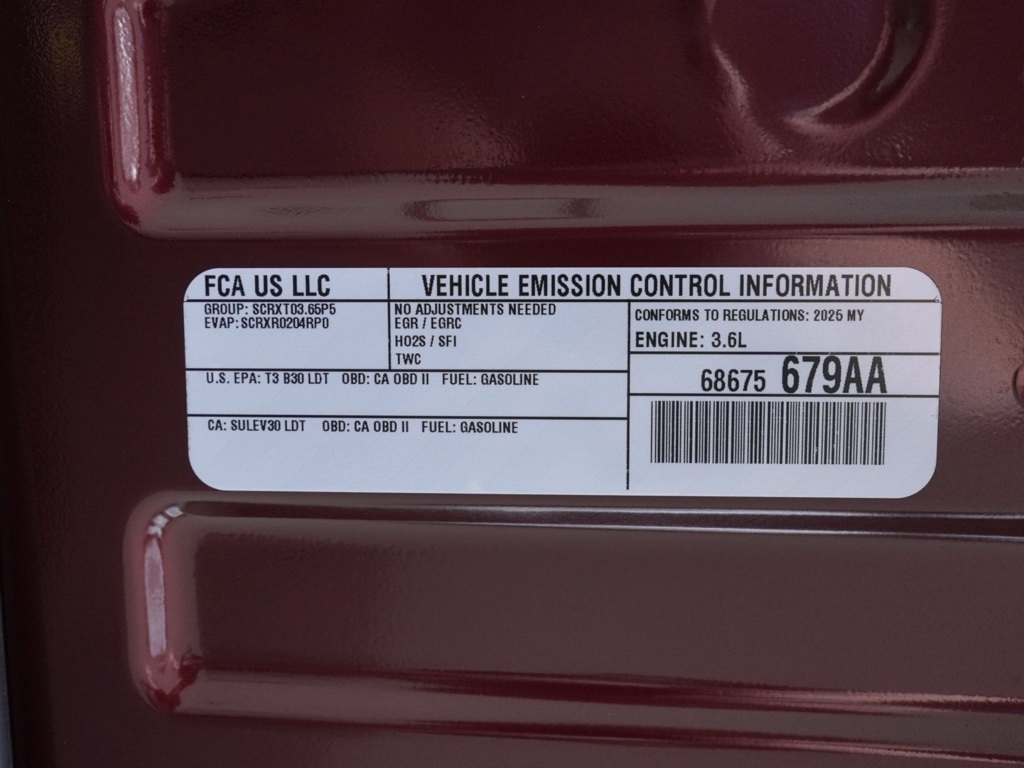 FCA US LLC
VEHICLE EMISSION CONTROL INFORMATION
GROUP: SCRXT03.65P5
EVAP: SCRXR0204RP0
NO ADJUSTMENTS NEEDED
EGR / EGRC
HO2S / SFI
TWC
CONFORMS TO REGULATIONS: 2025 MY
ENGINE: 3.6L
68675 679AA
U.S. EPA: T3 B30 LDT OBD: CA OBD II FUEL: GASOLINE
CA: SULEV30 LDT OBD: CA OBD II FUEL: GASOLINE